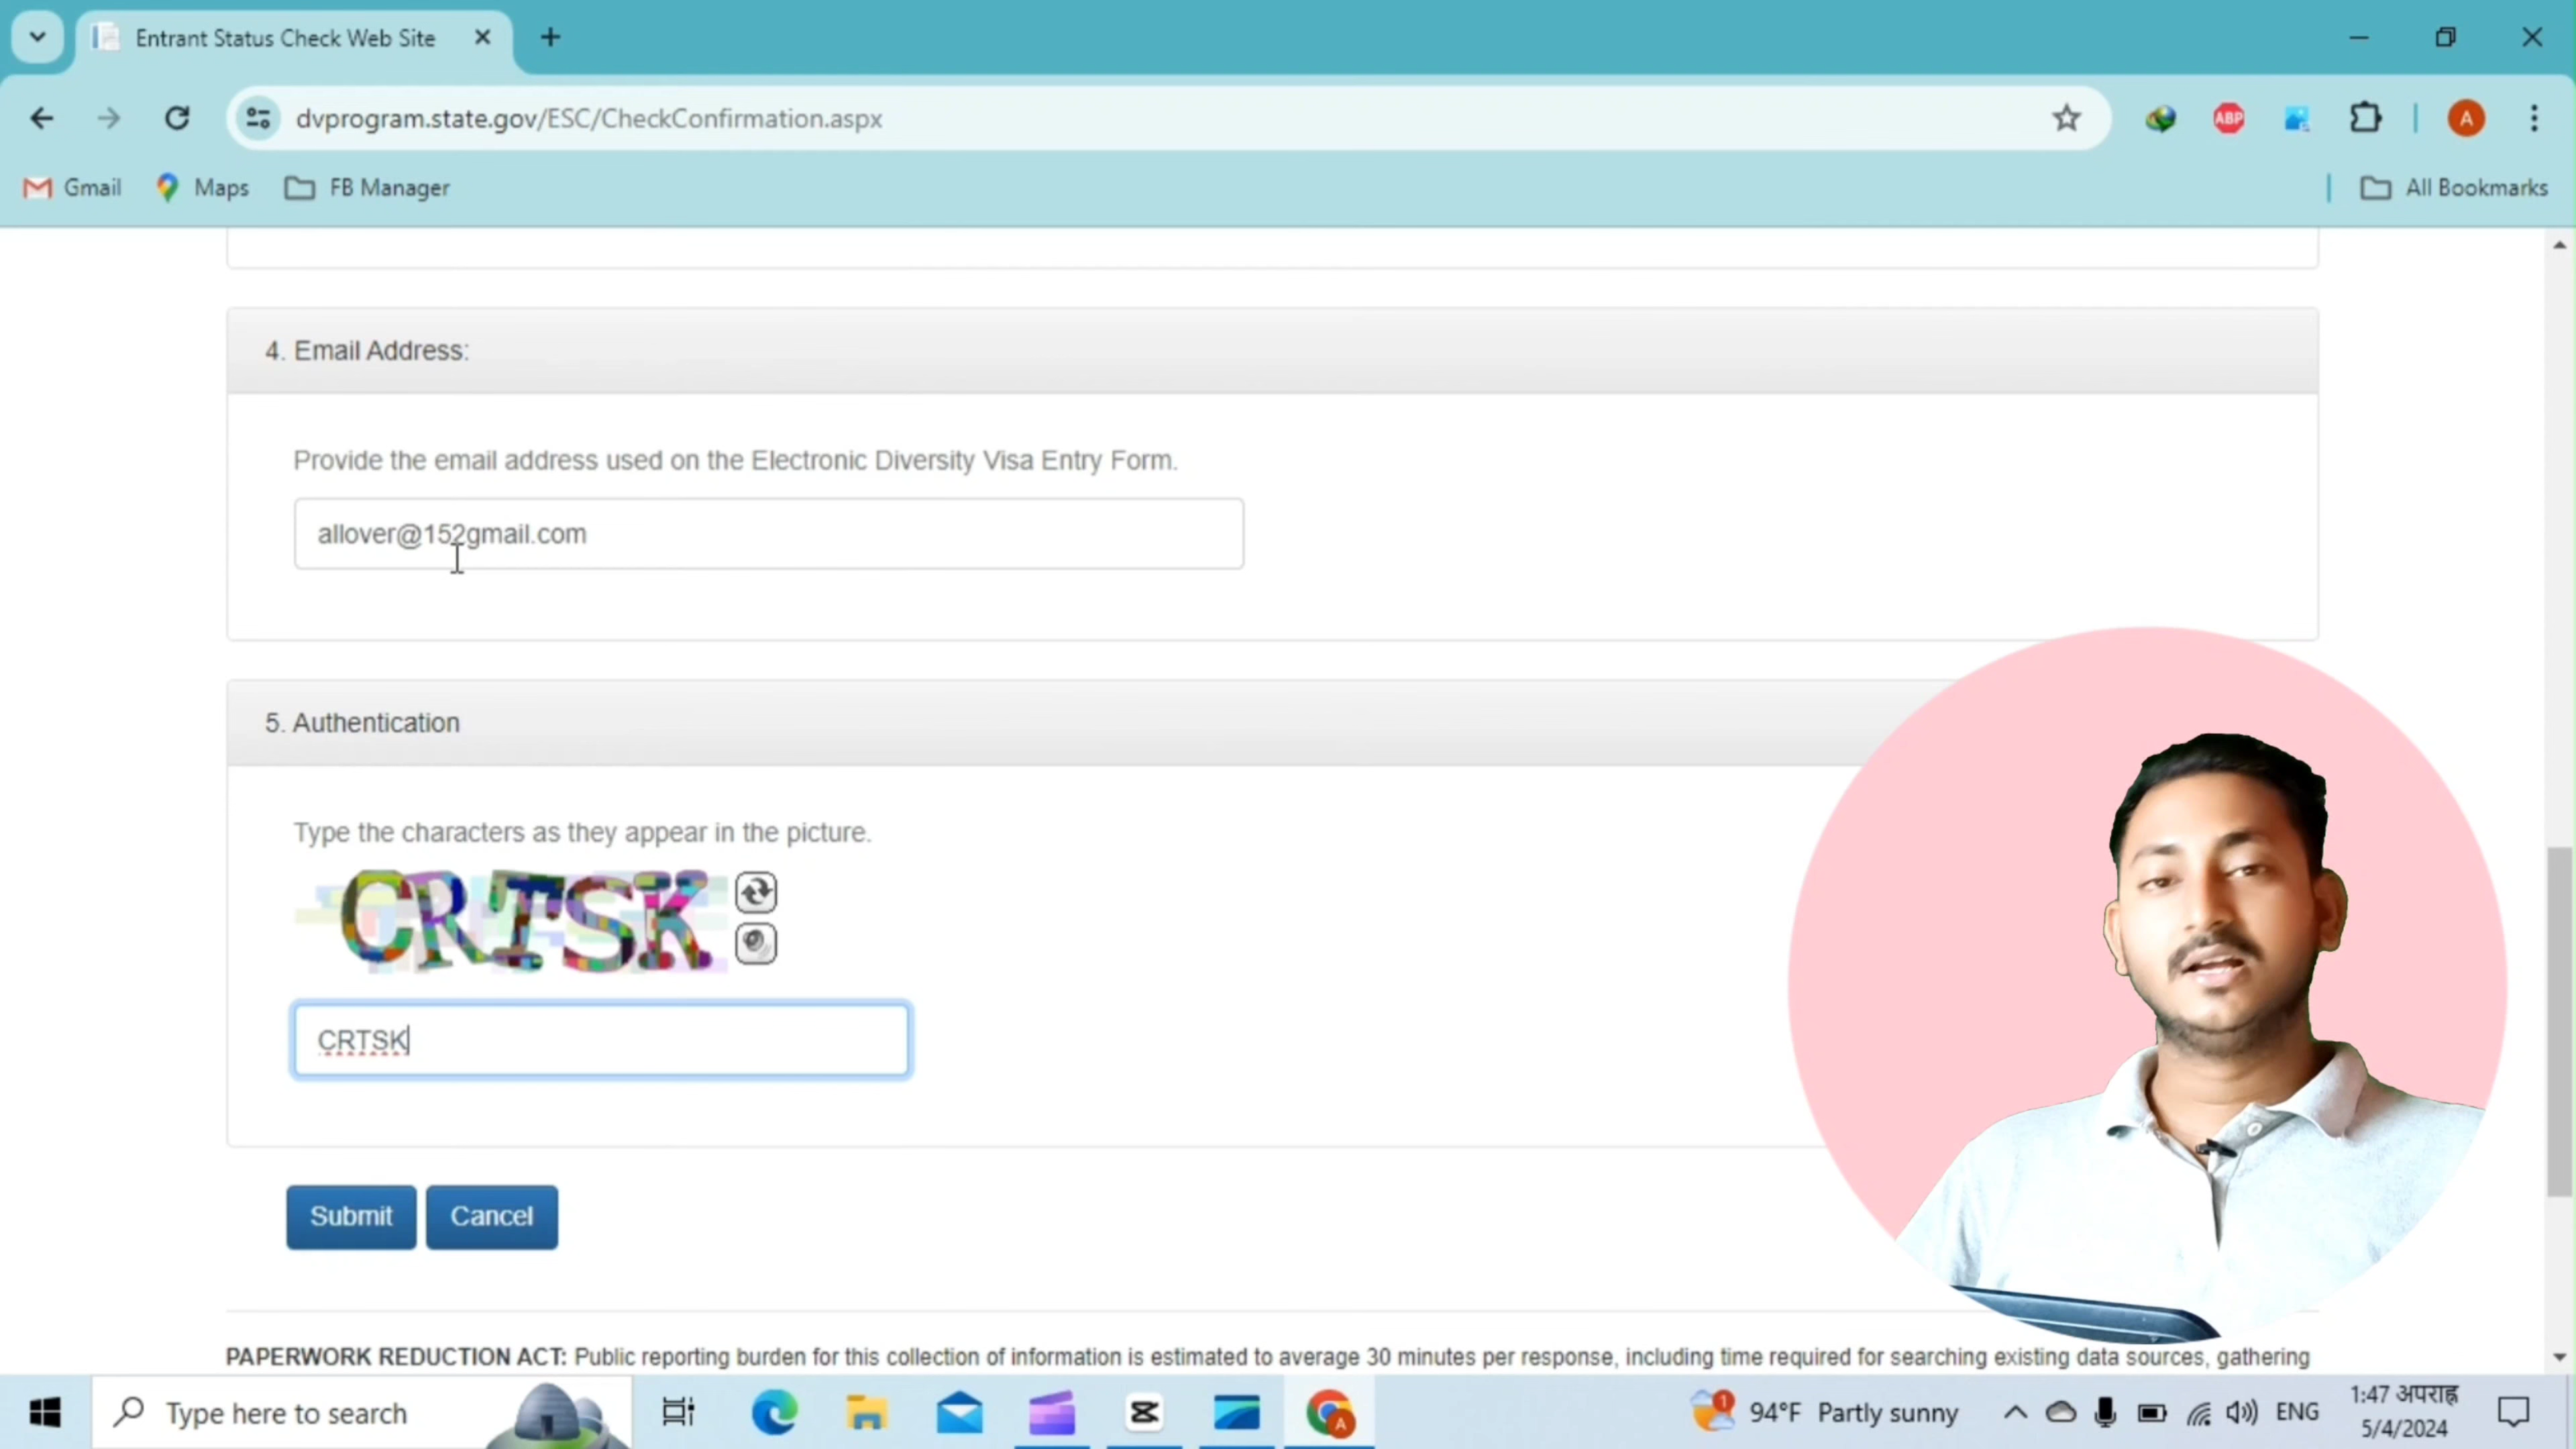 Entrant Status Check Web Site
dvprogram.state.gov/ESC/CheckConfirmation.aspx
ABP
A
Gmail
Maps
FB Manager
All Bookmarks
4. Email Address:
Provide the email address used on the Electronic Diversity Visa Entry Form.
allover@152gmail.com
5. Authentication
Type the characters as they appear in the picture.
CRTSK
CRTSK
Submit
Cancel
PAPERWORK REDUCTION ACT: Public reporting burden for this collection of information is estimated to average 30 minutes per response, including time required for searching existing data sources, gathering
Type here to search
A
1
94°F Partly sunny
ENG
1:47 अपराह्न
5/4/2024